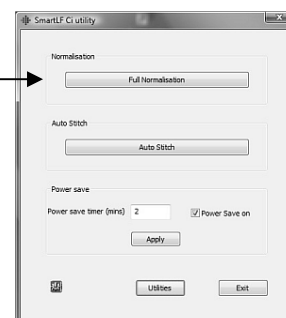 SmartLF Ci utility
Normalisation
Full Normalisation
Auto Stitch
Auto Stitch
Power save
Power save timer (mins) 2 Power Save on
Apply
Utilities Exit